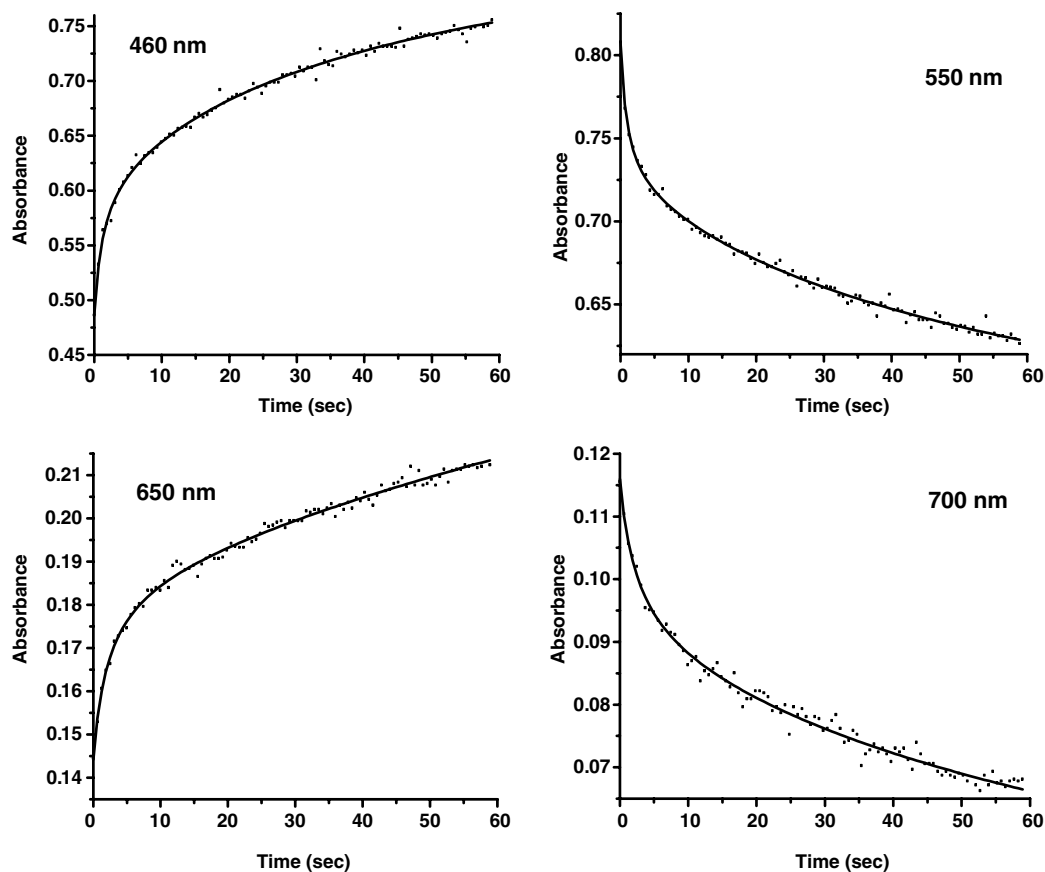 460 nm
Absorbance
0.75
0.70
0.65
0.60
0.55
0.50
0.45
0 10 20 30 40 50 60
Time (sec)
550 nm
Absorbance
0.80
0.75
0.70
0.65
0 10 20 30 40 50 60
Time (sec)
650 nm
Absorbance
0.21
0.20
0.19
0.18
0.17
0.16
0.15
0.14
0 10 20 30 40 50 60
Time (sec)
700 nm
Absorbance
0.12
0.11
0.10
0.09
0.08
0.07
0 10 20 30 40 50 60
Time (sec)